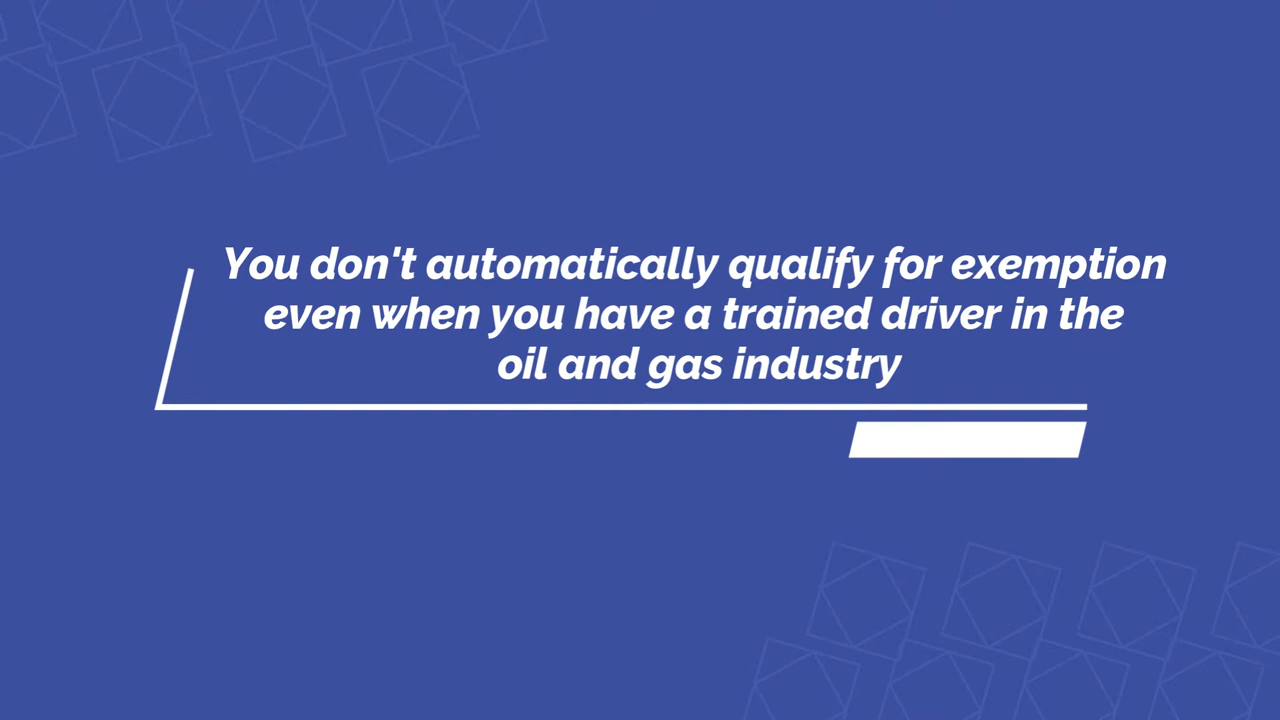 You don't automatically qualify for exemption
even when you have a trained driver in the
oil and gas industry